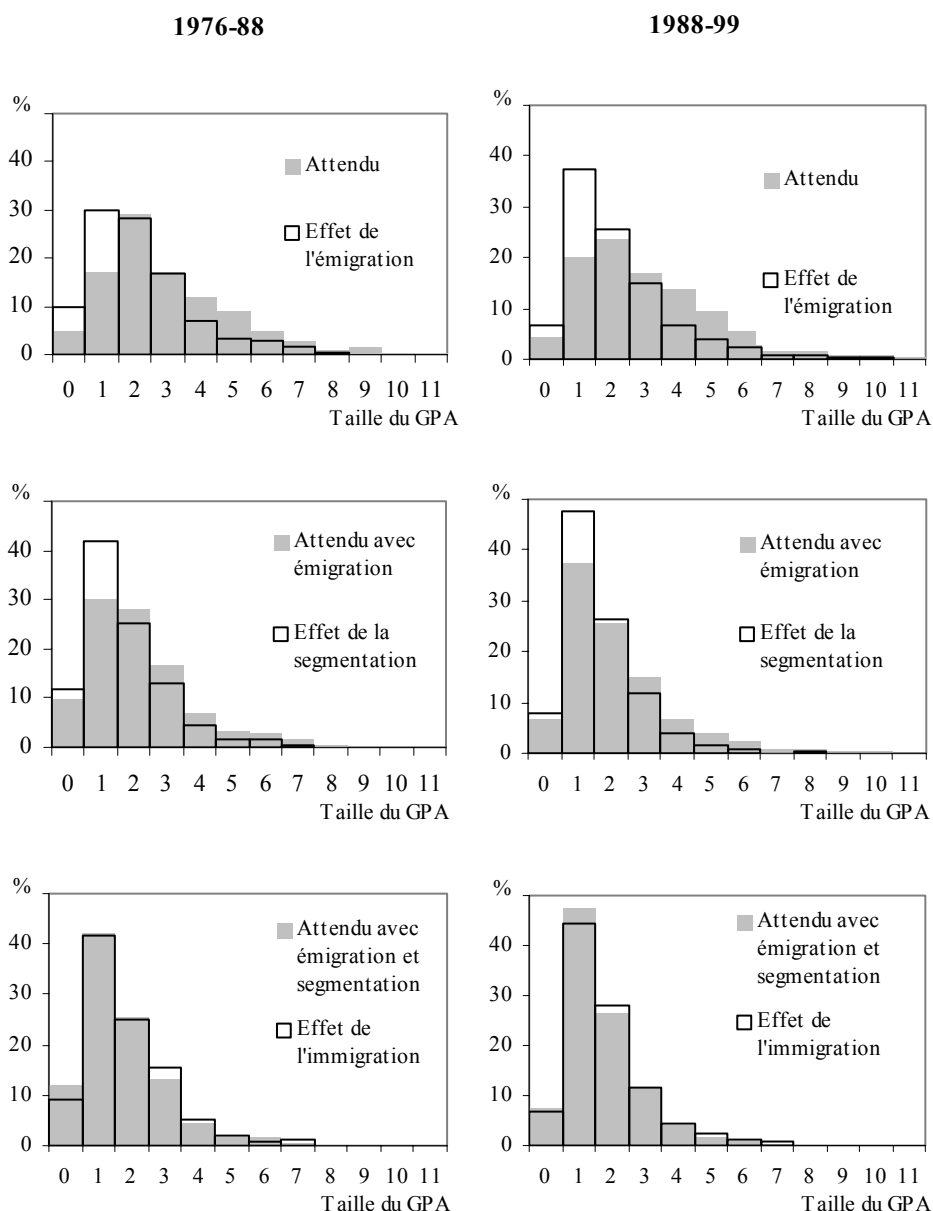 1976-88
1988-99
%
40
30
20
10
0
Attendu
Effet de
l'émigration
0 1 2 3 4 5 6 7 8 9 10 11
Taille du GPA
%
50
40
30
20
10
0
Attendu
Effet de
l'émigration
0 1 2 3 4 5 6 7 8 9 10 11
Taille du GPA
%
40
30
20
10
0
Attendu avec
émigration
Effet de la
segmentation
0 1 2 3 4 5 6 7 8 9 10 11
Taille du GPA
%
40
30
20
10
0
Attendu avec
émigration
Effet de la
segmentation
0 1 2 3 4 5 6 7 8 9 10 11
Taille du GPA
%
40
30
20
10
0
Attendu avec
émigration et
segmentation
Effet de
l'immigration
0 1 2 3 4 5 6 7 8 9 10 11
Taille du GPA
%
40
30
20
10
0
Attendu avec
émigration et
segmentation
Effet de
l'immigration
0 1 2 3 4 5 6 7 8 9 10 11
Taille du GPA